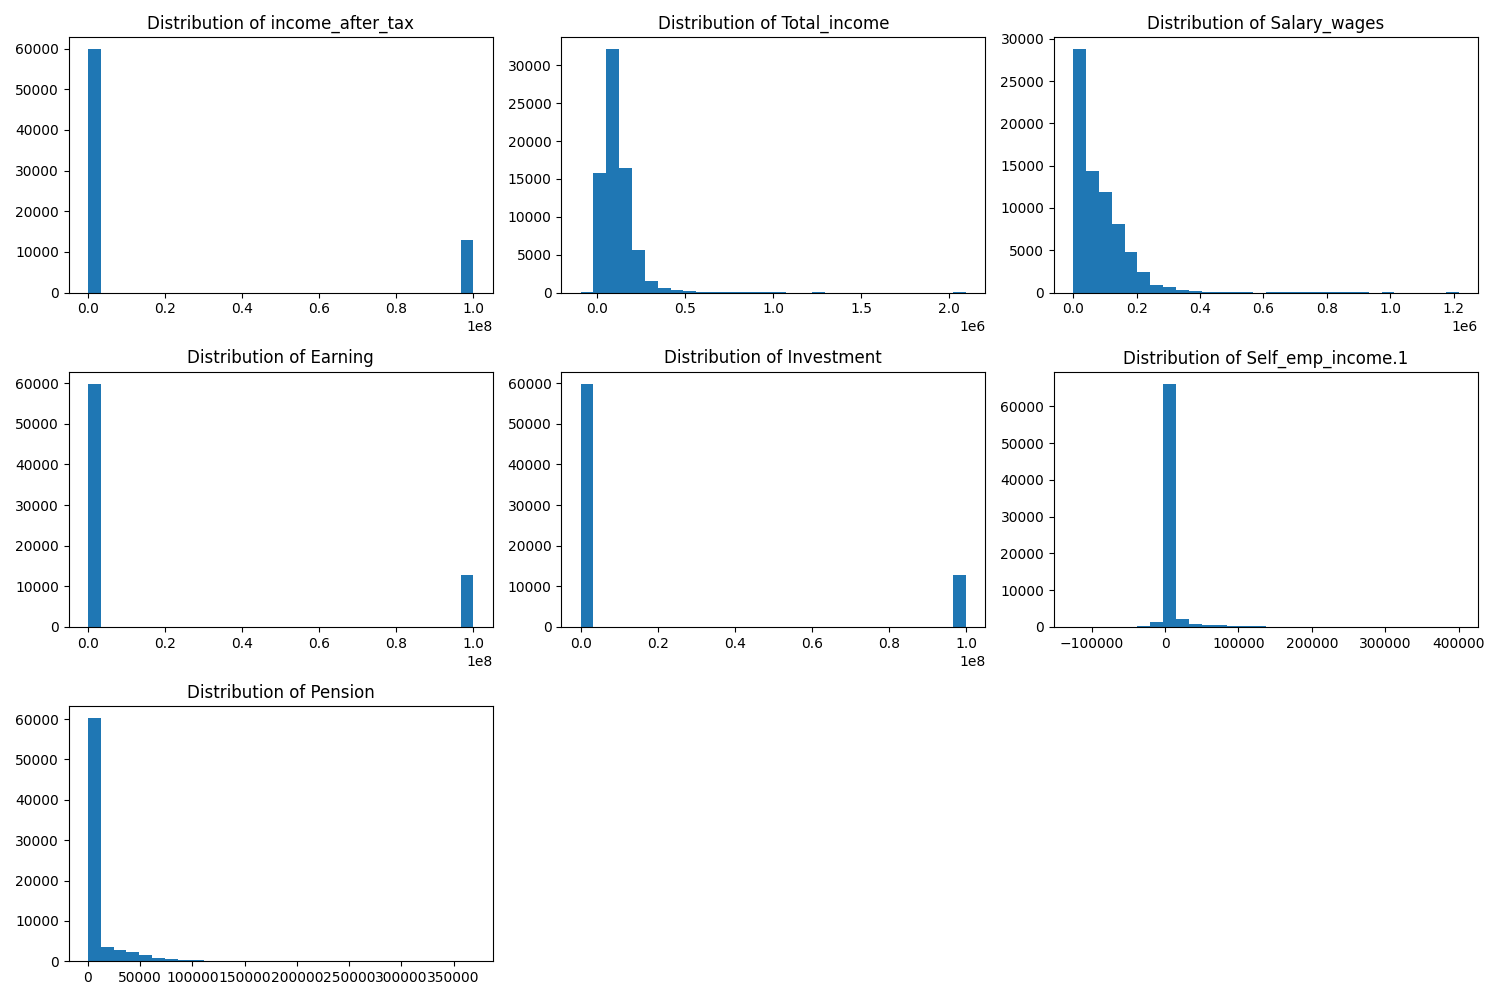 Distribution of income_after_tax
60000
50000
40000
30000
20000
10000
0
0.0 0.2 0.4 0.6 0.8 1.0
1e8
Distribution of Total_income
30000
25000
20000
15000
10000
5000
0
0.0 0.5 1.0 1.5 2.0
1e6
Distribution of Salary_wages
30000
25000
20000
15000
10000
5000
0
0.0 0.2 0.4 0.6 0.8 1.0 1.2
1e6
Distribution of Earning
60000
50000
40000
30000
20000
10000
0
0.0 0.2 0.4 0.6 0.8 1.0
1e8
Distribution of Investment
60000
50000
40000
30000
20000
10000
0
0.0 0.2 0.4 0.6 0.8 1.0
1e8
Distribution of Self_emp_income.1
60000
50000
40000
30000
20000
10000
0
−100000 0 100000 200000 300000 400000
Distribution of Pension
60000
50000
40000
30000
20000
10000
0
0 50000 100000 150000 200000 250000 300000 350000